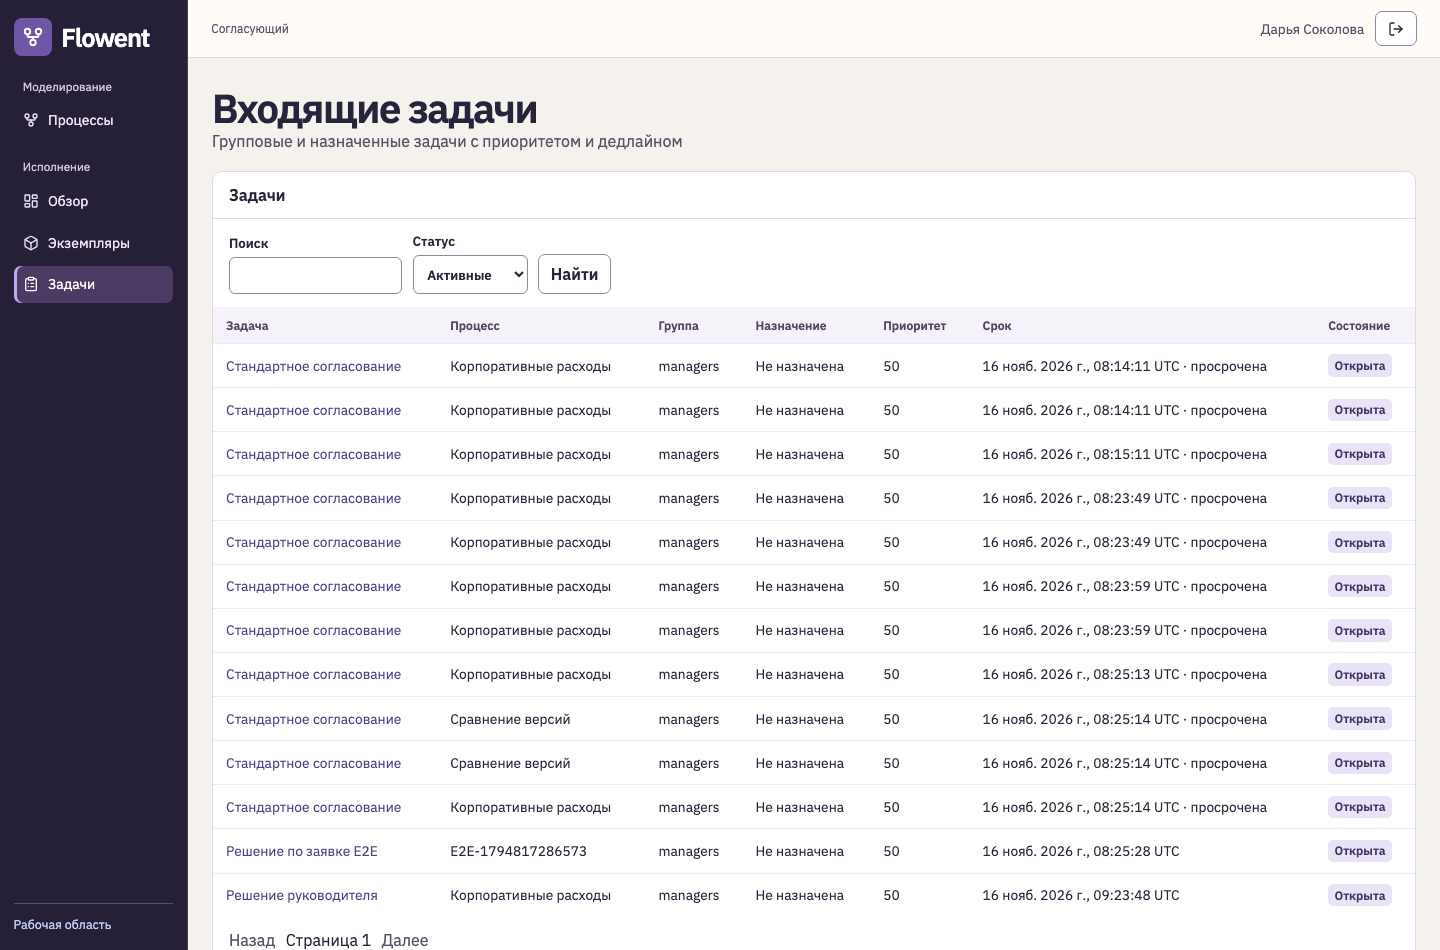 Flowent
Моделирование
Процессы
Исполнение
Обзор
Экземпляры
Задачи
Рабочая область
Согласующий
Дарья Соколова
Входящие задачи
Групповые и назначенные задачи с приоритетом и дедлайном
Задачи
Поиск
Статус
Активные
Найти
Задача Процесс Группа Назначение Приоритет Срок Состояние
Стандартное согласование Корпоративные расходы managers Не назначена 50 16 нояб. 2026 г., 08:14:11 UTC · просрочена Открыта
Стандартное согласование Корпоративные расходы managers Не назначена 50 16 нояб. 2026 г., 08:14:11 UTC · просрочена Открыта
Стандартное согласование Корпоративные расходы managers Не назначена 50 16 нояб. 2026 г., 08:15:11 UTC · просрочена Открыта
Стандартное согласование Корпоративные расходы managers Не назначена 50 16 нояб. 2026 г., 08:23:49 UTC · просрочена Открыта
Стандартное согласование Корпоративные расходы managers Не назначена 50 16 нояб. 2026 г., 08:23:49 UTC · просрочена Открыта
Стандартное согласование Корпоративные расходы managers Не назначена 50 16 нояб. 2026 г., 08:23:59 UTC · просрочена Открыта
Стандартное согласование Корпоративные расходы managers Не назначена 50 16 нояб. 2026 г., 08:23:59 UTC · просрочена Открыта
Стандартное согласование Корпоративные расходы managers Не назначена 50 16 нояб. 2026 г., 08:25:13 UTC · просрочена Открыта
Стандартное согласование Сравнение версий managers Не назначена 50 16 нояб. 2026 г., 08:25:14 UTC · просрочена Открыта
Стандартное согласование Сравнение версий managers Не назначена 50 16 нояб. 2026 г., 08:25:14 UTC · просрочена Открыта
Стандартное согласование Корпоративные расходы managers Не назначена 50 16 нояб. 2026 г., 08:25:14 UTC · просрочена Открыта
Решение по заявке E2E E2E-1794817286573 managers Не назначена 50 16 нояб. 2026 г., 08:25:28 UTC Открыта
Решение руководителя Корпоративные расходы managers Не назначена 50 16 нояб. 2026 г., 09:23:48 UTC Открыта
Назад Страница 1 Далее